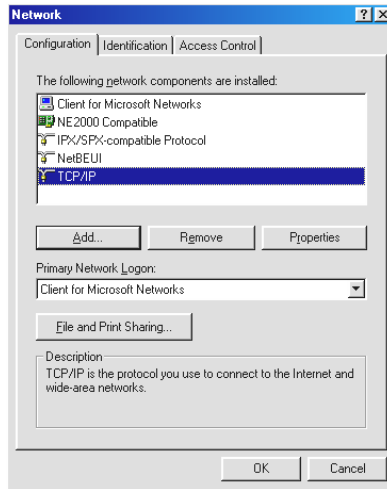 Network
Configuration Identification Access Control
The following network components are installed:
Client for Microsoft Networks
NE2000 Compatible
IPX/SPX-compatible Protocol
NetBEUI
TCP/IP
Add... Remove Properties
Primary Network Logon:
Client for Microsoft Networks
File and Print Sharing...
Description
TCP/IP is the protocol you use to connect to the Internet and
wide-area networks.
OK Cancel